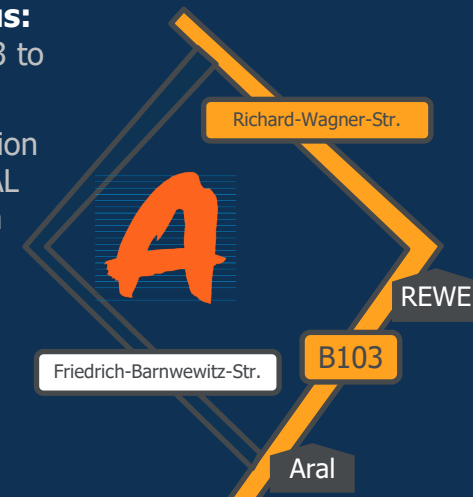 us:
3 to
Richard-Wagner-Str.
ion
AL
A
REWE
B103
Friedrich-Barnwewitz-Str.
Aral